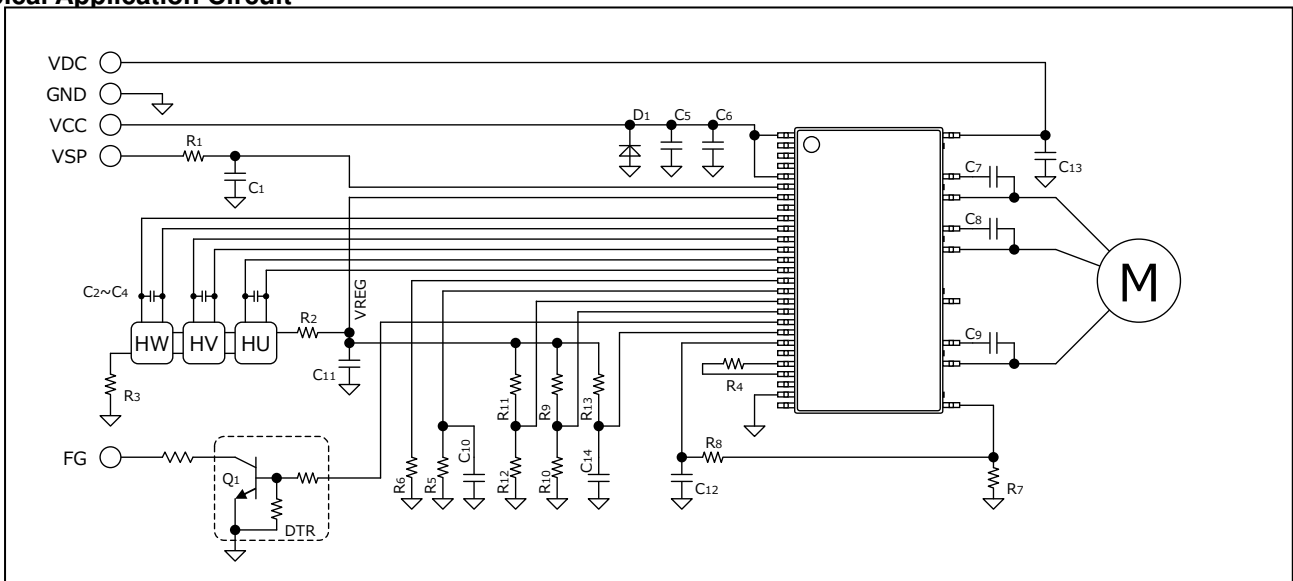 Application Circuit
VDC
GND
VCC
VSP
R1
C1
D1
C5
C6
C13
C7
C8
C9
M
C2~C4
HW
HV
HU
R2
VREG
C11
R3
R11
R9
R13
R4
FG
Q1
DTR
R6
R5
C10
R12
R10
C14
C12
R8
R7